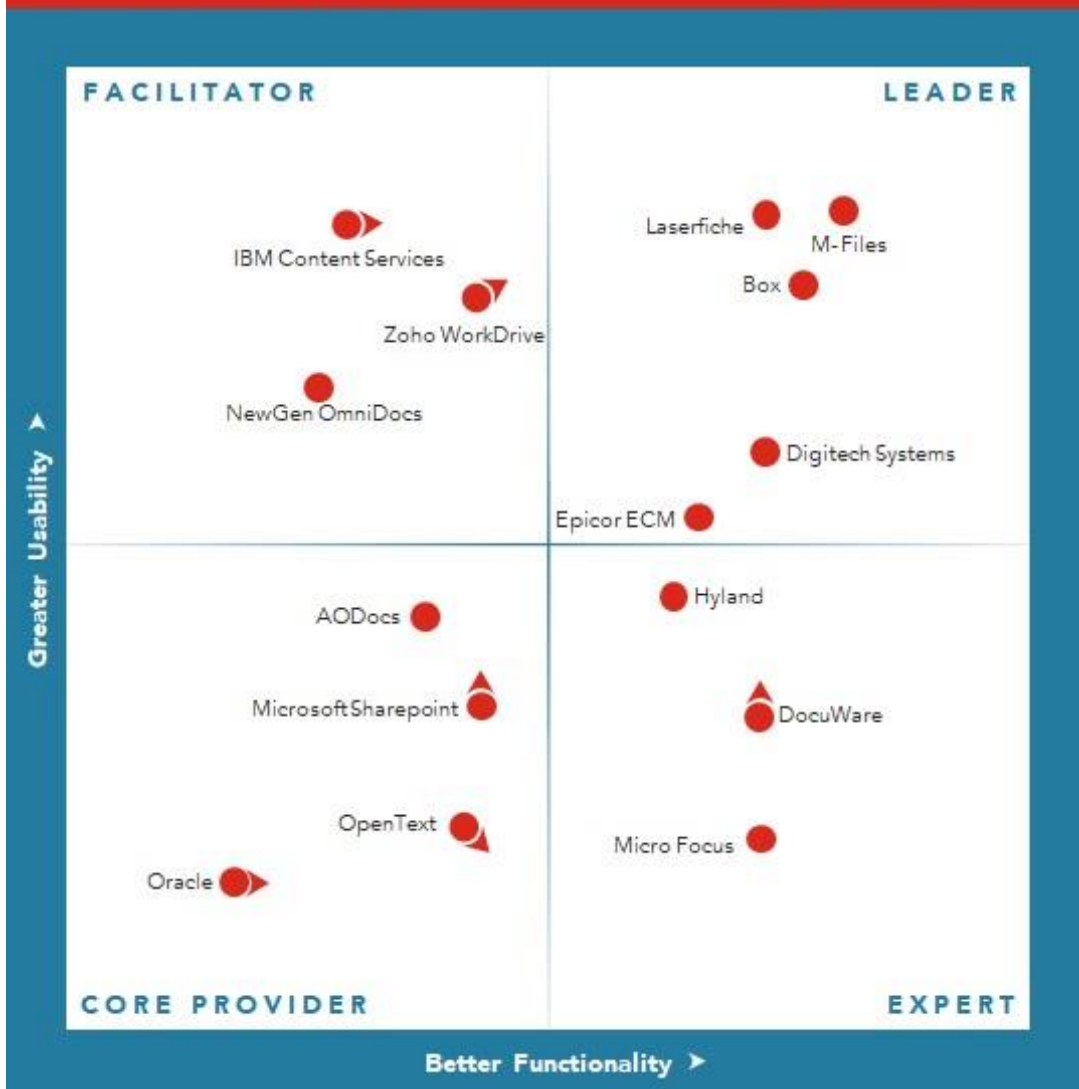 FACILITATOR
LEADER
Laserfiche
M-Files
IBM Content Services
Box
Zoho WorkDrive
NewGen OmniDocs
Digitech Systems
Epicor ECM
Greater Usability
Hyland
AODocs
Microsoft Sharepoint
DocuWare
OpenText
Micro Focus
Oracle
CORE PROVIDER
EXPERT
Better Functionality